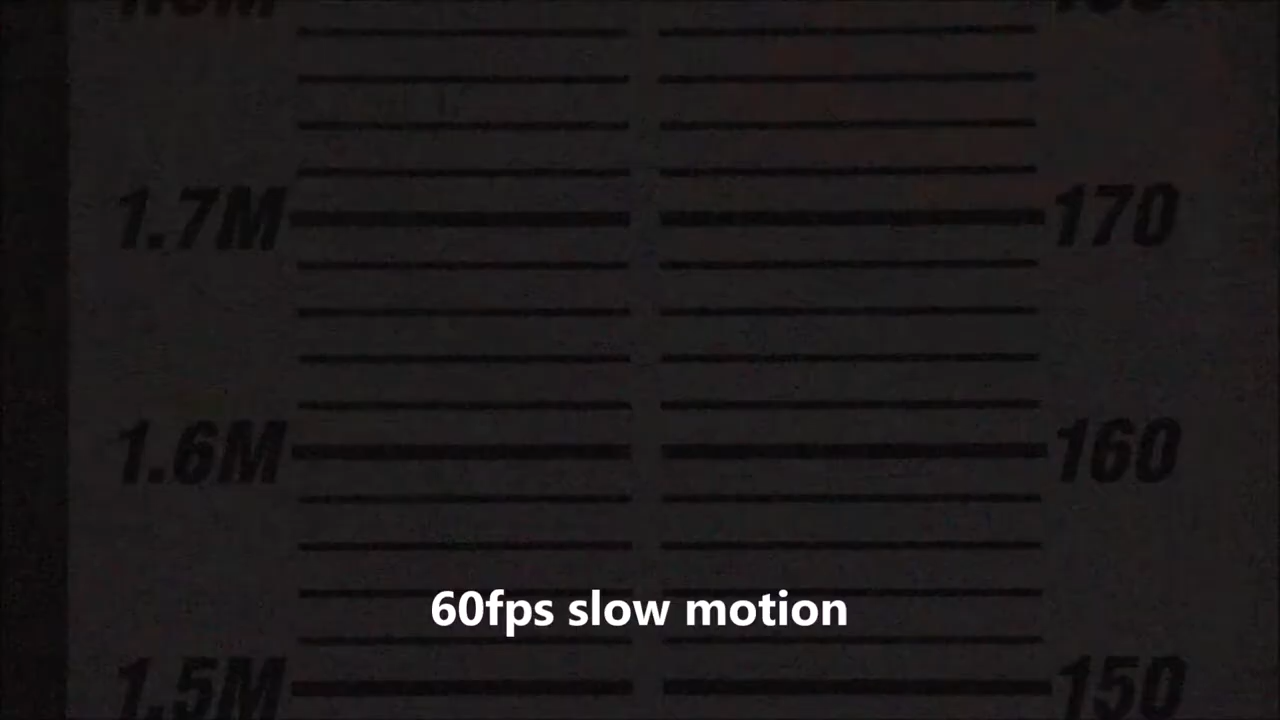 1.7M 170
1.6M 160
60fps slow motion
1.5M 150